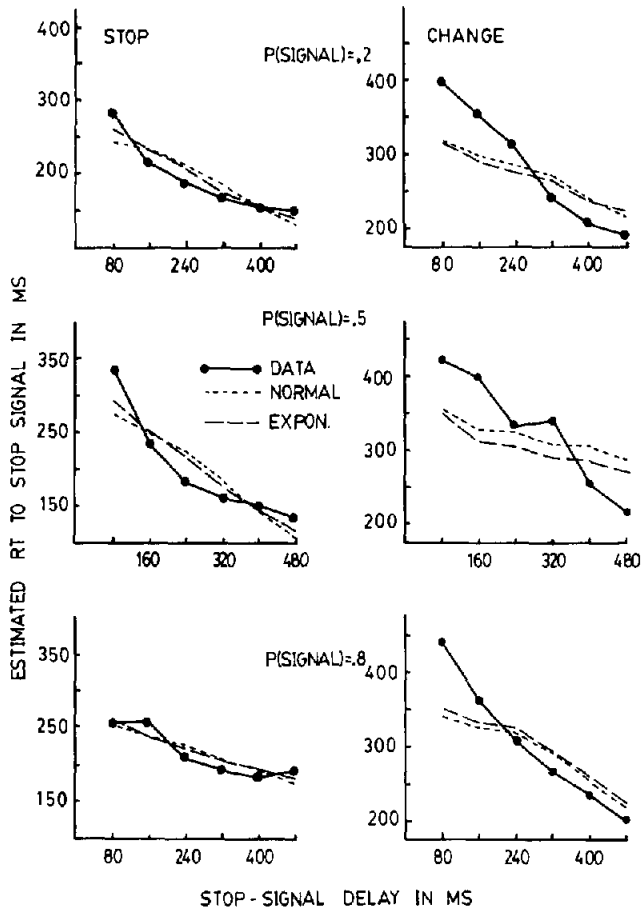 STOP
CHANGE
P(SIGNAL)=.2
300
200
400
300
200
80 240 400
80 240 400
P(SIGNAL)=.5
350
250
150
400
300
200
DATA
NORMAL
EXPON.
160 320 480
160 320 480
P(SIGNAL)=.8
350
250
150
400
300
200
80 240 400
80 240 400
ESTIMATED RT TO STOP SIGNAL IN MS
STOP-SIGNAL DELAY IN MS